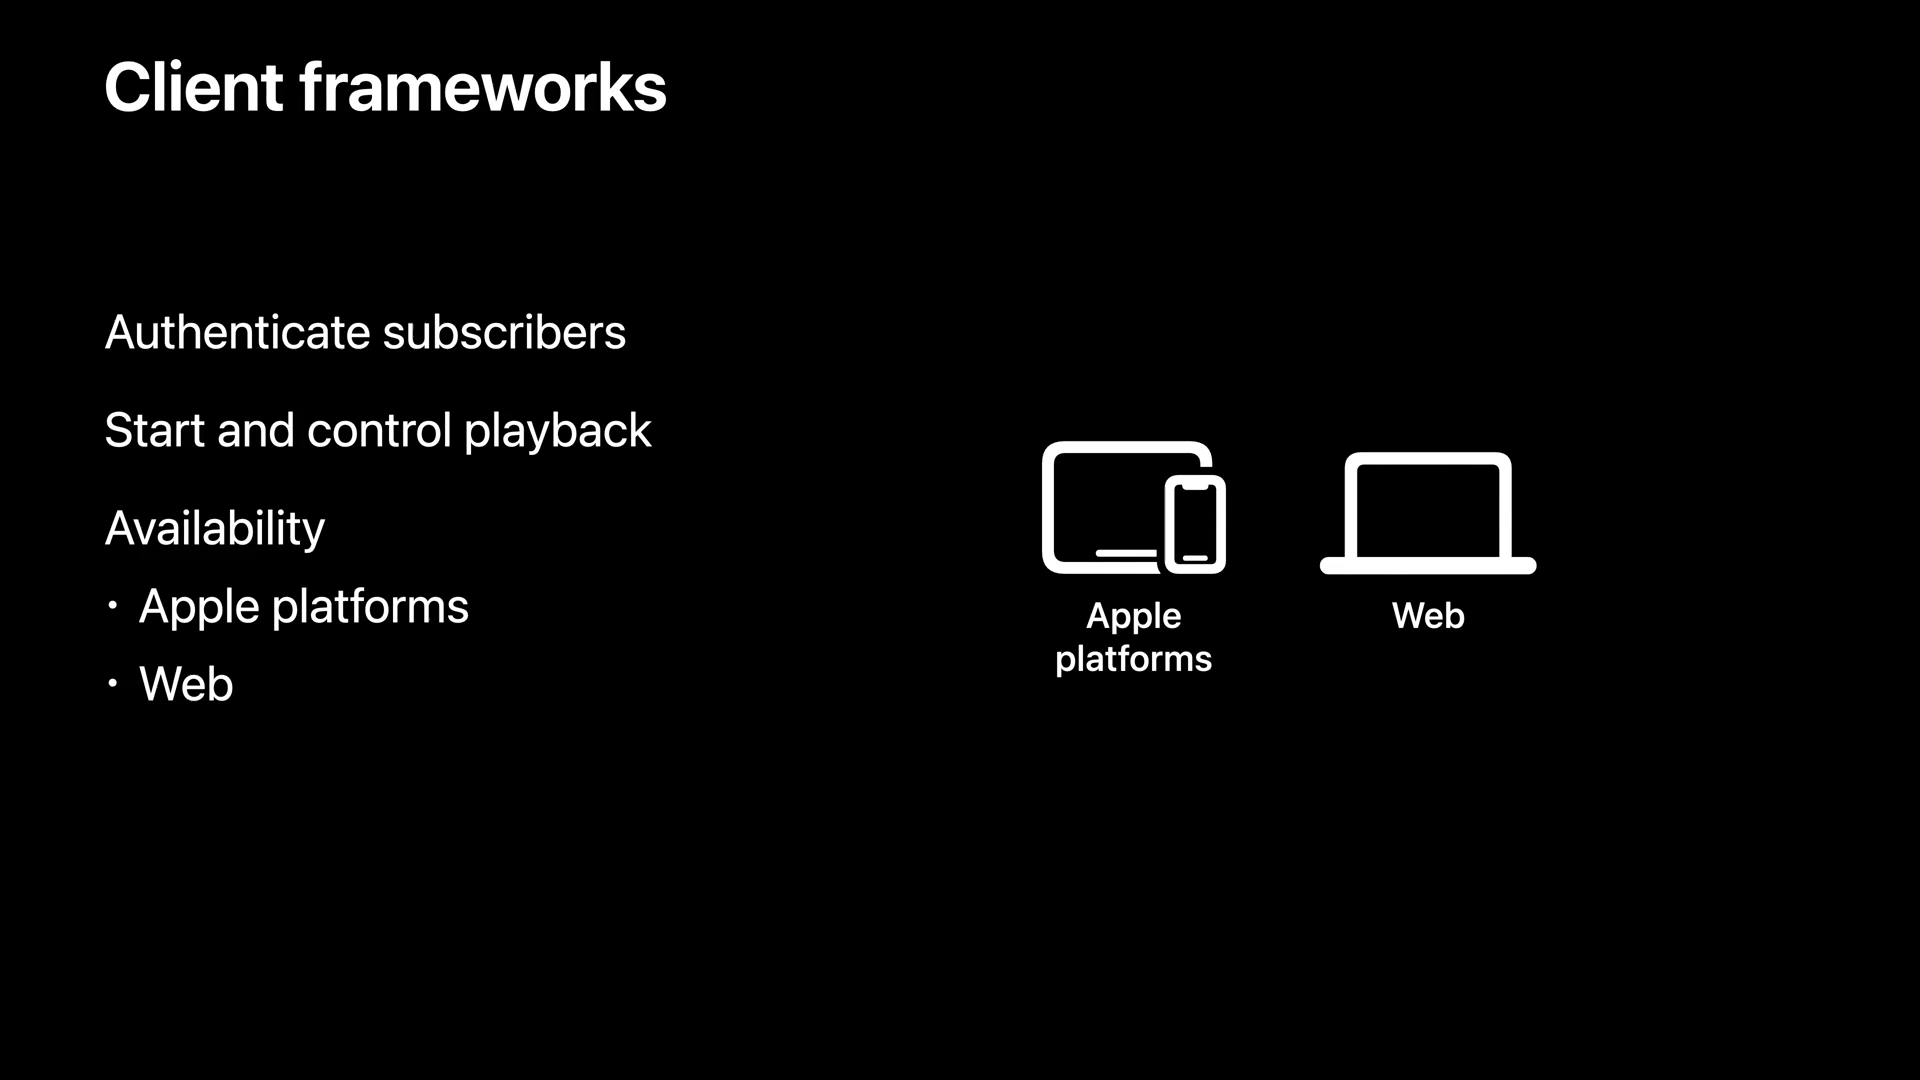 Client frameworks
Authenticate subscribers
Start and control playback
Availability
• Apple platforms
• Web
Apple
platforms
Web